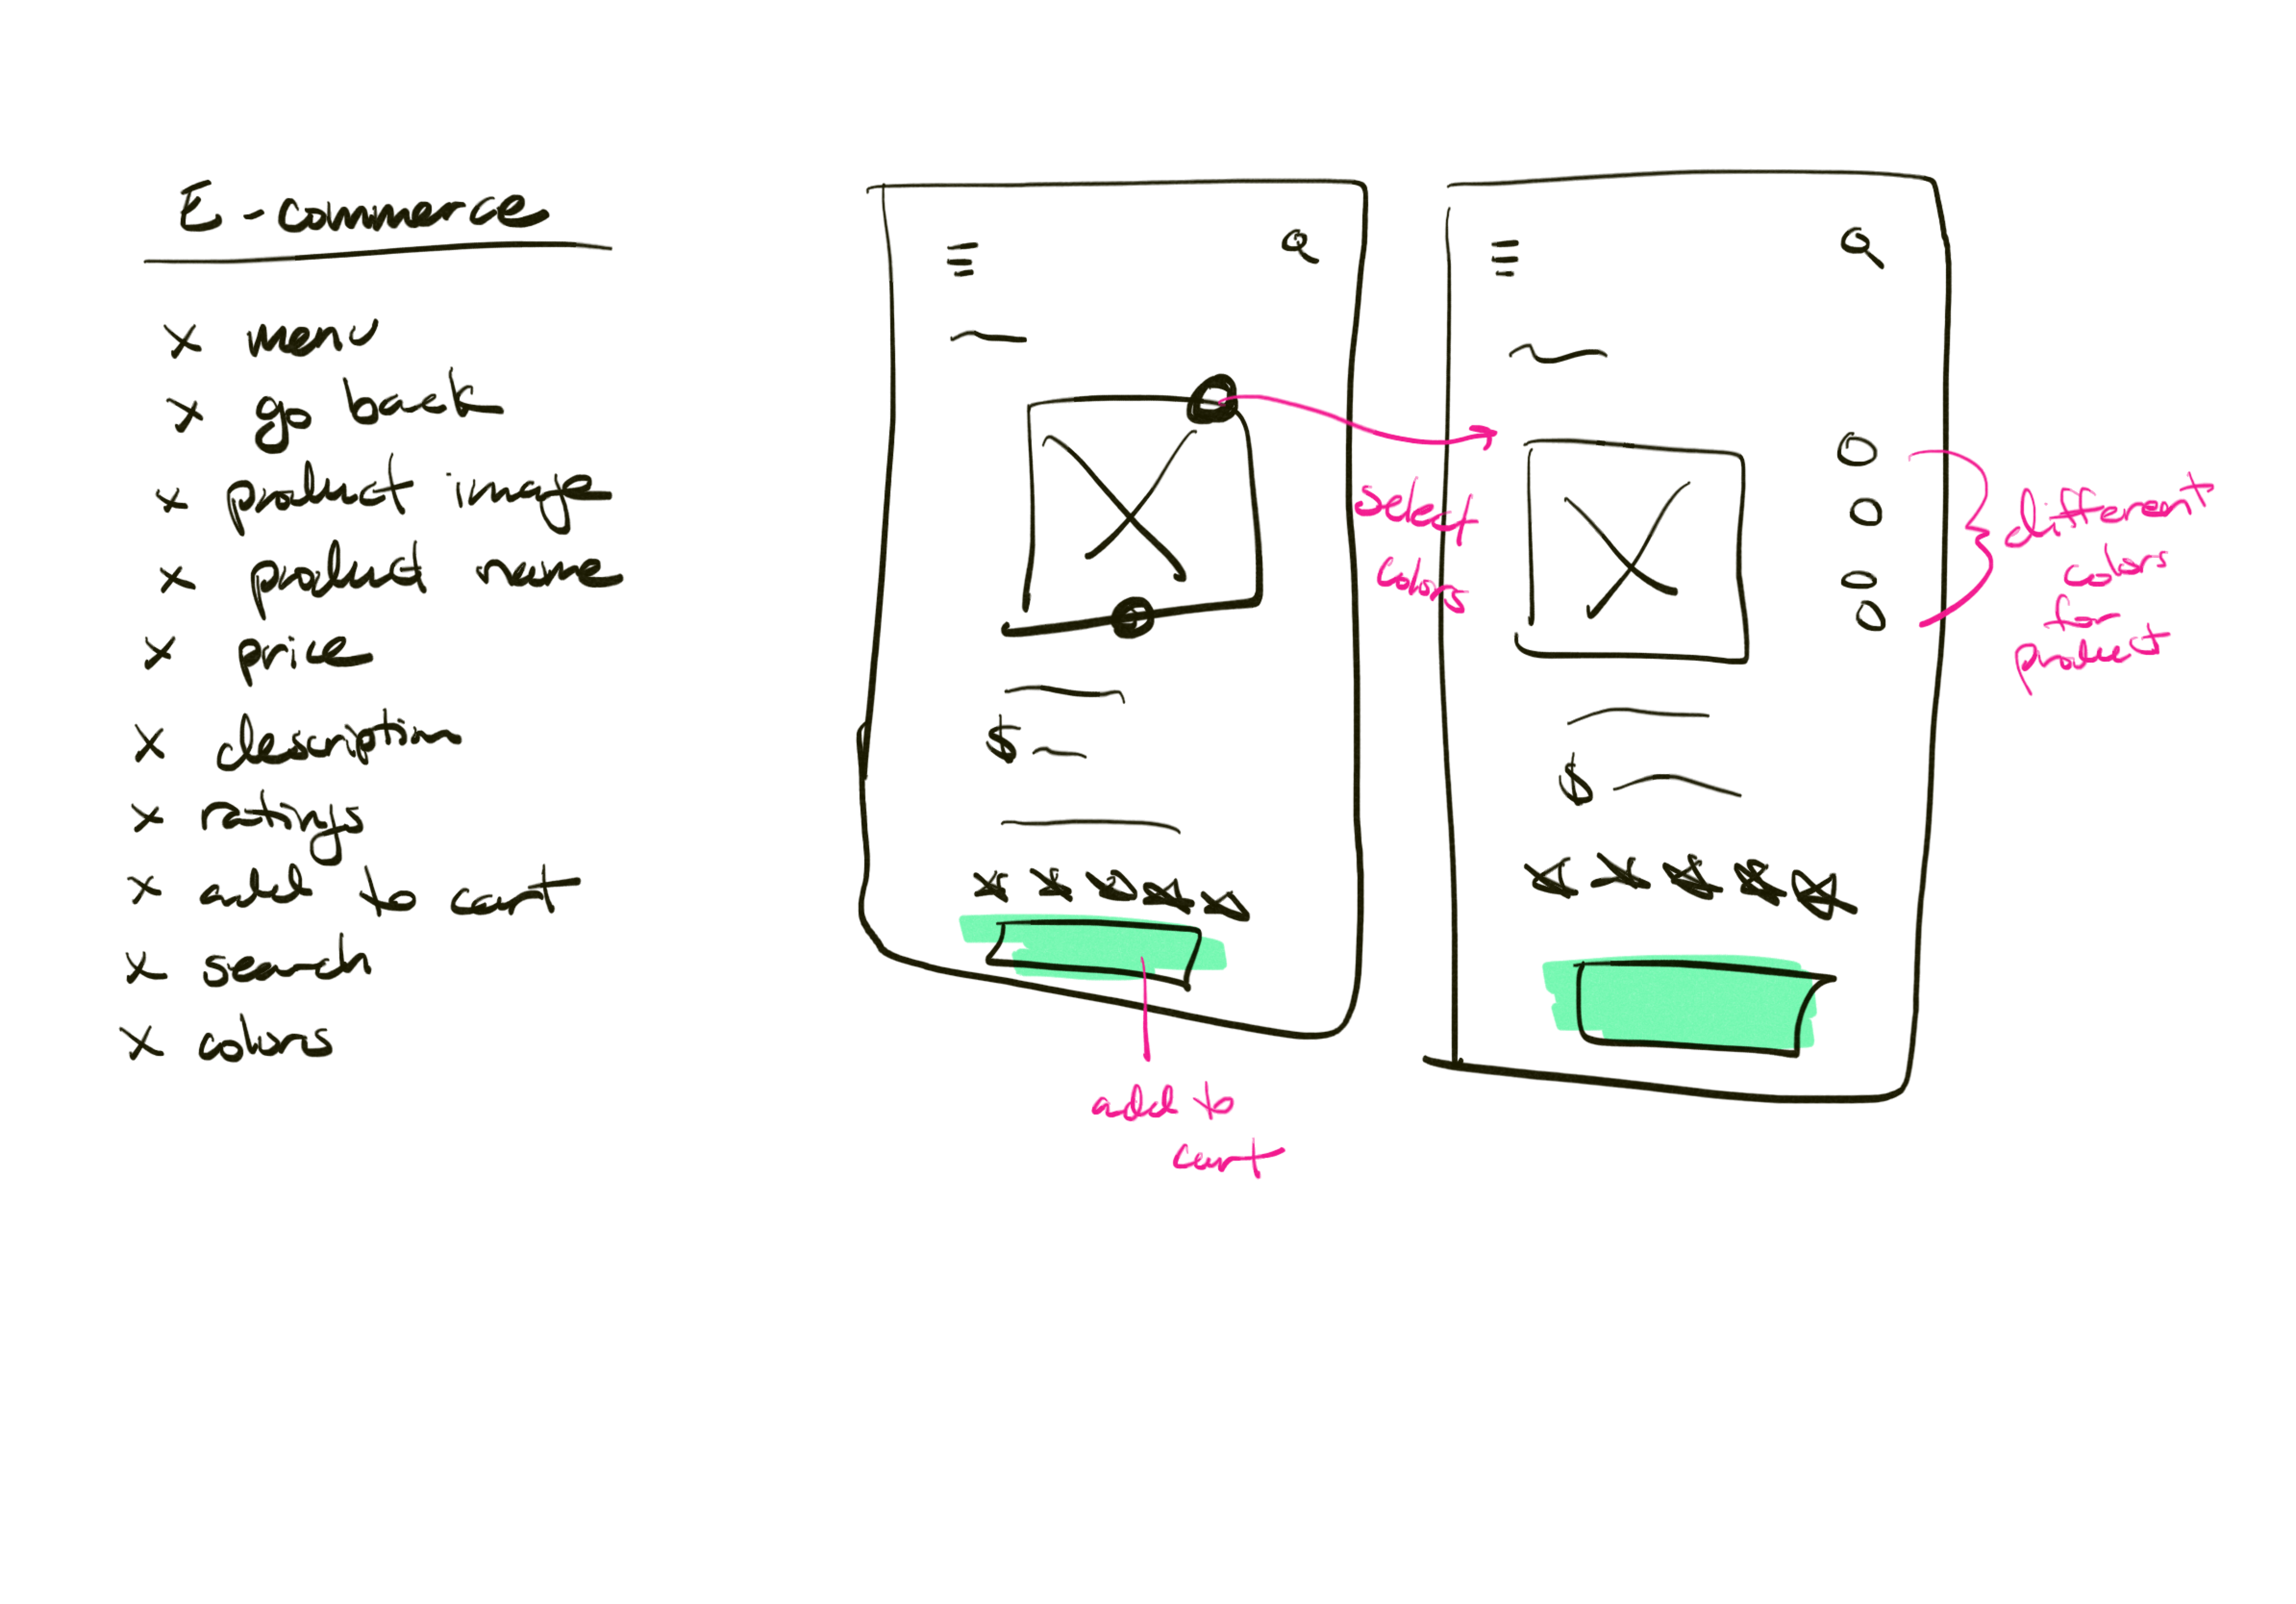 E-commerce
x menu
x go back
x product image
x product name
x price
x description
x ratings
x add to cart
x search
x colors
select
colors
$
add to
cart
different
colors
for
product
$